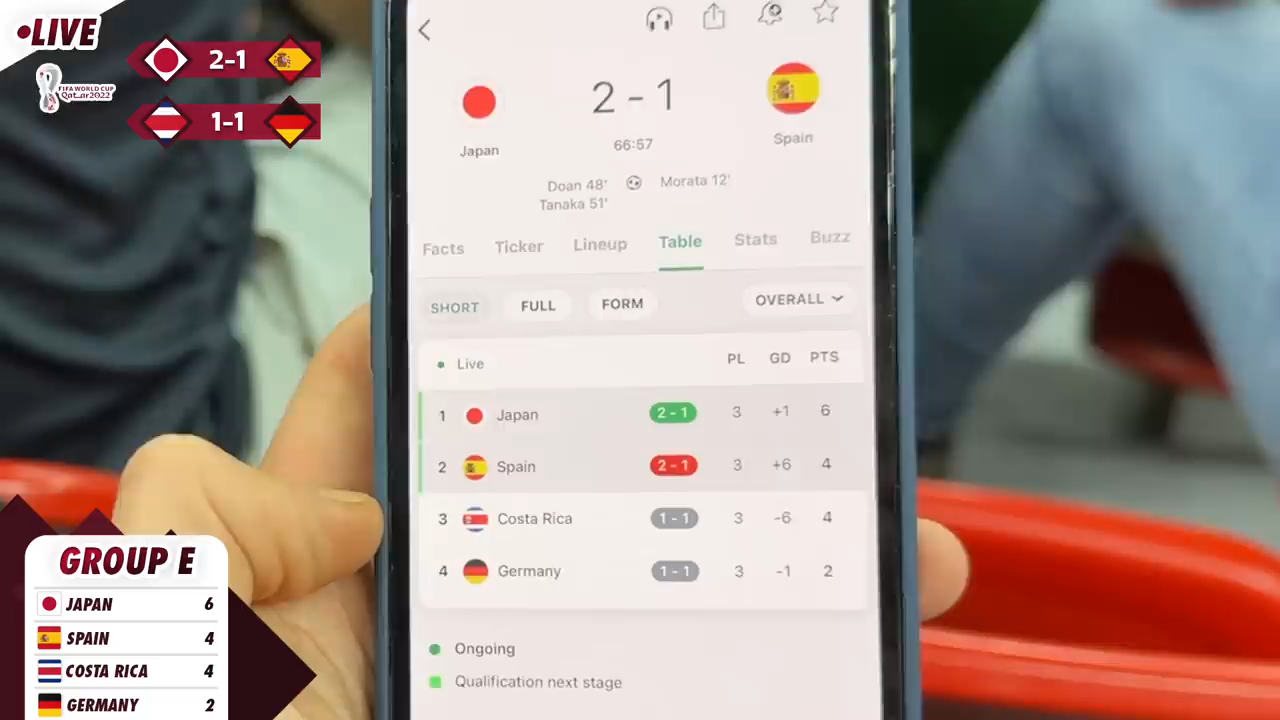 LIVE
2-1
FIFA WORLD CUP
Qatar2022
1-1
2 - 1
Japan
66:57
Spain
Doan 48'
Morata 12'
Tanaka 51'
Facts
Ticker
Lineup
Table
Stats
Buzz
SHORT
FULL
FORM
OVERALL
Live PL GD PTS
1 Japan 2 - 1 3 +1 6
2 Spain 2 - 1 3 +6 4
3 Costa Rica 1 - 1 3 -6 4
4 Germany 1 - 1 3 -1 2
Ongoing
Qualification next stage
GROUP E
JAPAN 6
SPAIN 4
COSTA RICA 4
GERMANY 2